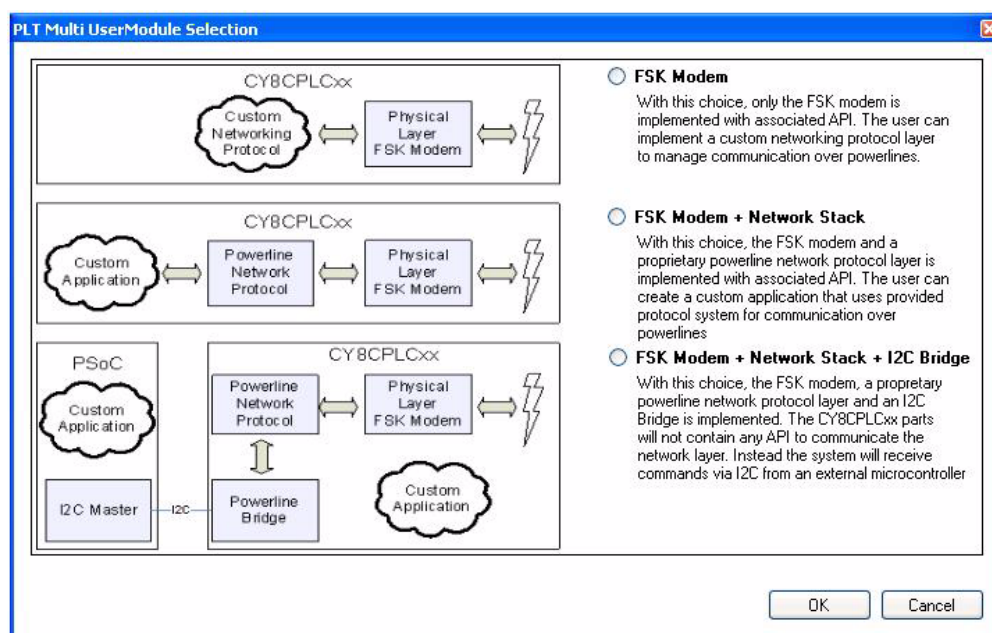 PLT Multi UserModule Selection
CY8CPLCxx
Custom
Networking
Protocol
Physical
Layer
FSK Modem
FSK Modem
With this choice, only the FSK modem is
implemented with associated API. The user can
implement a custom networking protocol layer
to manage communication over powerlines.
CY8CPLCxx
Custom
Application
Powerline
Network
Protocol
Physical
Layer
FSK Modem
FSK Modem + Network Stack
With this choice, the FSK modem and a
proprietary powerline network protocol layer is
implemented with associated API. The user can
create a custom application that uses provided
protocol system for communication over
powerlines
PSoC
Custom
Application
I2C Master
I2C
CY8CPLCxx
Powerline
Network
Protocol
Physical
Layer
FSK Modem
Powerline
Bridge
Custom
Application
FSK Modem + Network Stack + I2C Bridge
With this choice, the FSK modem, a propretary
powerline network protocol layer and an I2C
Bridge is implemented. The CY8CPLCxx parts
will not contain any API to communicate the
network layer. Instead the system will receive
commands via I2C from an external microcontroller
OK
Cancel